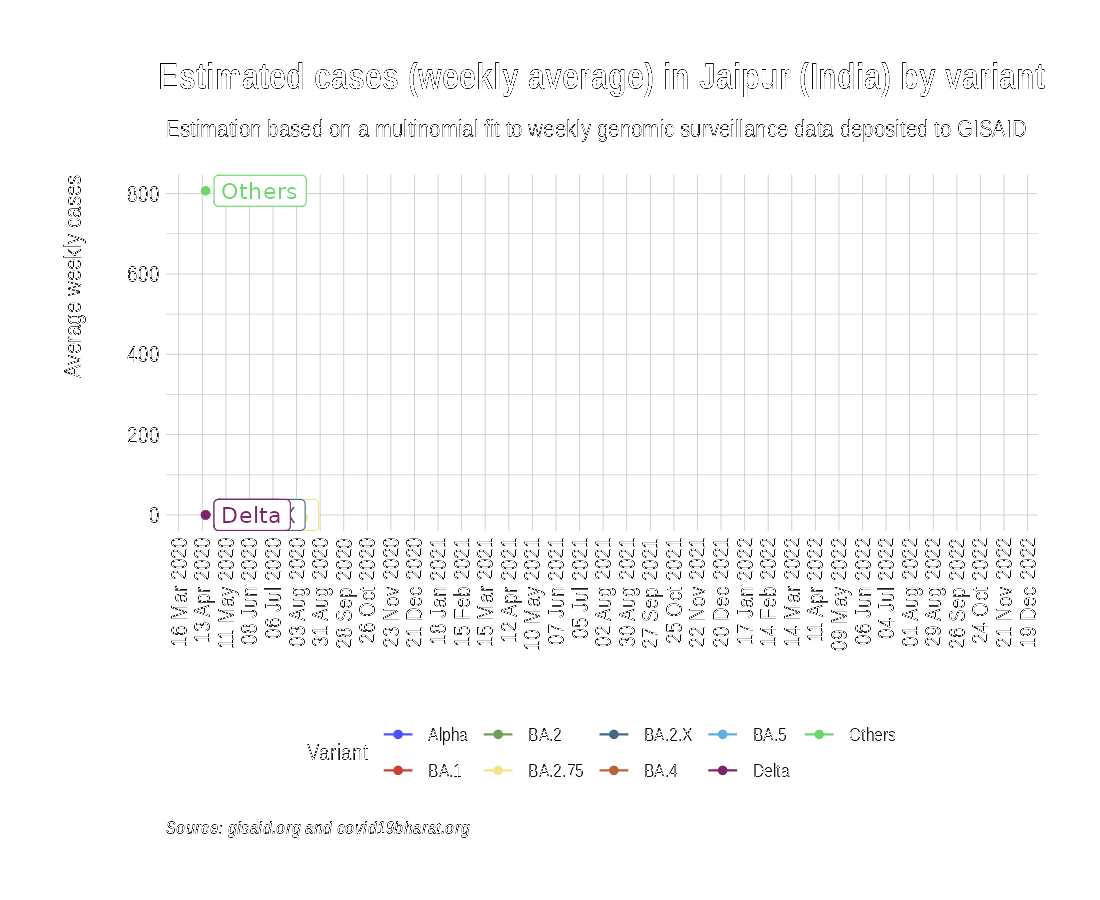 Estimated cases (weekly average) in Jaipur (India) by variant
Estimation based on a multinomial fit to weekly genomic surveillance data deposited to GISAID
Average weekly cases
800
600
400
200
0
Others
Delta
X
16 Mar 2020
13 Apr 2020
11 May 2020
08 Jun 2020
06 Jul 2020
03 Aug 2020
31 Aug 2020
28 Sep 2020
26 Oct 2020
23 Nov 2020
21 Dec 2020
18 Jan 2021
15 Feb 2021
15 Mar 2021
12 Apr 2021
10 May 2021
07 Jun 2021
05 Jul 2021
02 Aug 2021
30 Aug 2021
27 Sep 2021
25 Oct 2021
22 Nov 2021
20 Dec 2021
17 Jan 2022
14 Feb 2022
14 Mar 2022
11 Apr 2022
09 May 2022
06 Jun 2022
04 Jul 2022
01 Aug 2022
29 Aug 2022
26 Sep 2022
24 Oct 2022
21 Nov 2022
19 Dec 2022
Variant
Alpha BA.2 BA.2.X BA.5 Others
BA.1 BA.2.75 BA.4 Delta
Source: gisaid.org and covid19bharat.org